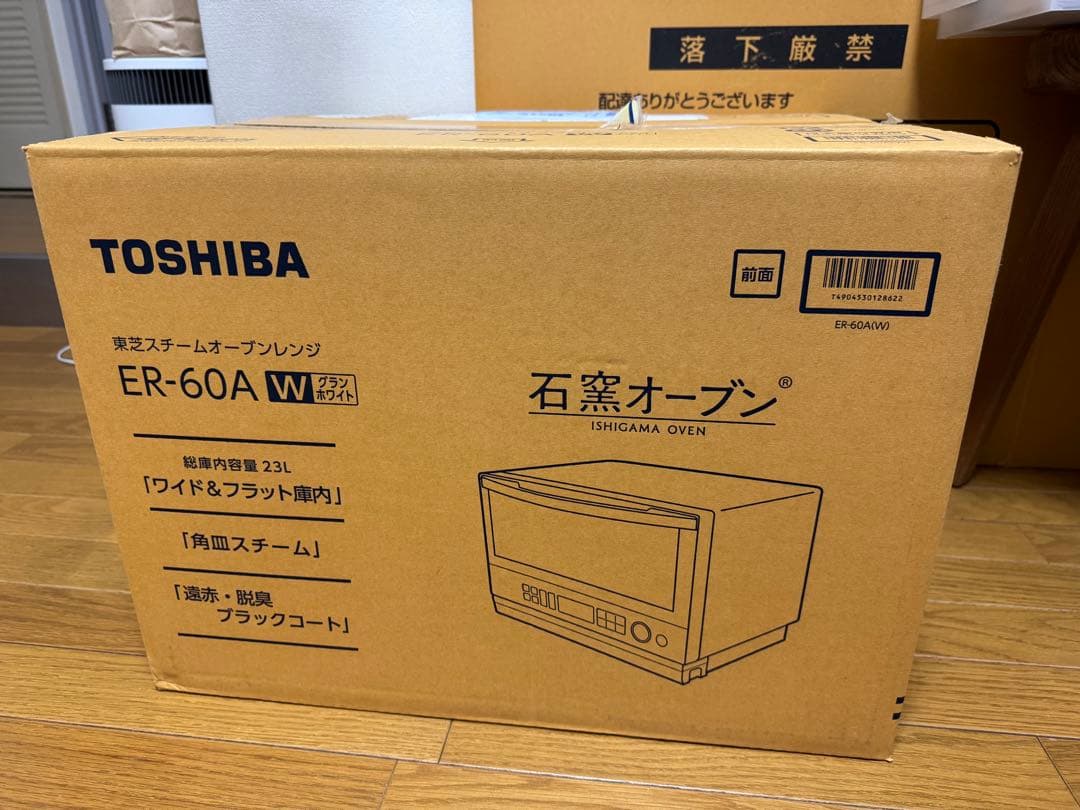 落下厳禁
配達ありがとうございます
TOSHIBA
前面
T4904530128622
ER-60A(W)
東芝スチームオーブンレンジ
ER-60A W グランホワイト
石窯オーブン®
ISHIGAMA OVEN
総庫内容量 23L
「ワイド&フラット庫内」
「角皿スチーム」
「遠赤・脱臭
ブラックコート」